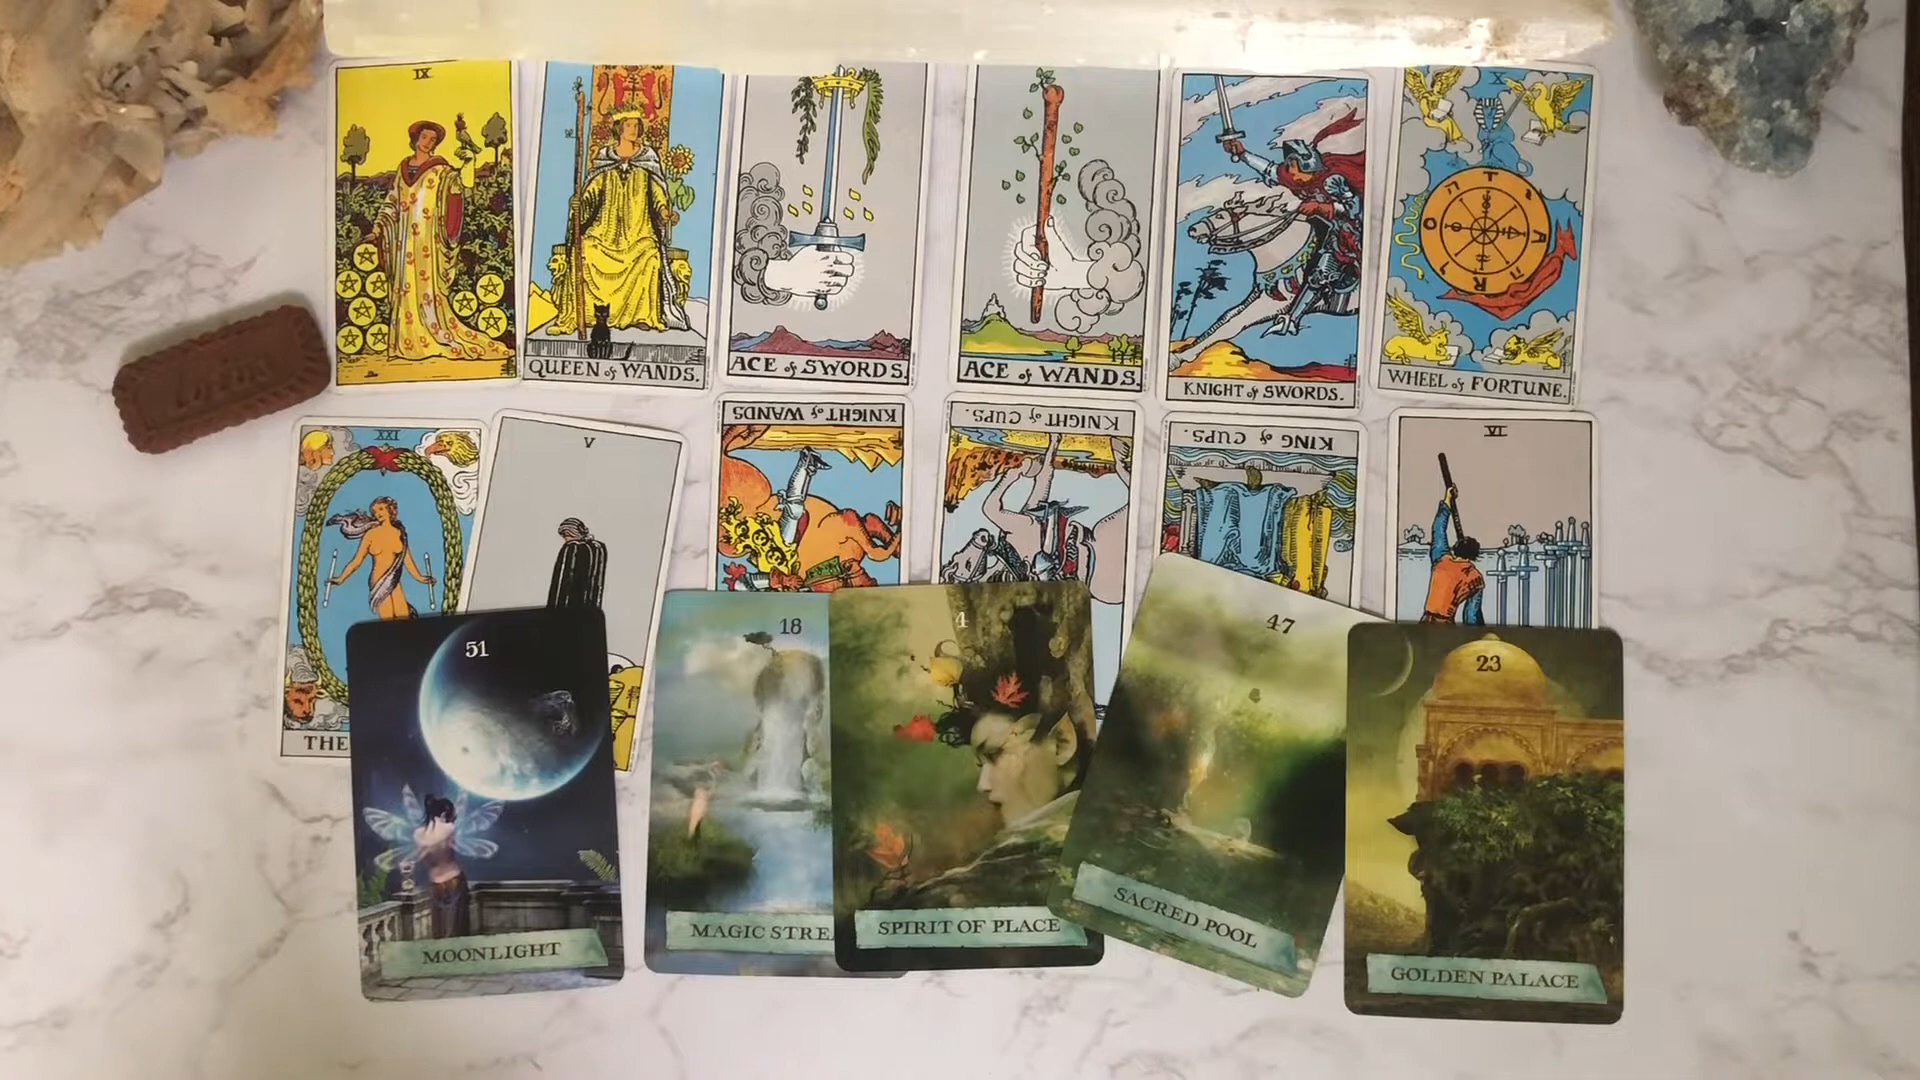 IX
QUEEN of WANDS.
ACE of SWORDS.
ACE of WANDS.
KNIGHT of SWORDS.
X
T
A
R
O
WHEEL of FORTUNE.
XXI
THE
V
KNIGHT of WANDS
KNIGHT of CUPS.
KING of CUPS.
VI
51
MOONLIGHT
18
MAGIC STRE
4
SPIRIT OF PLACE
47
SACRED POOL
23
GOLDEN PALACE